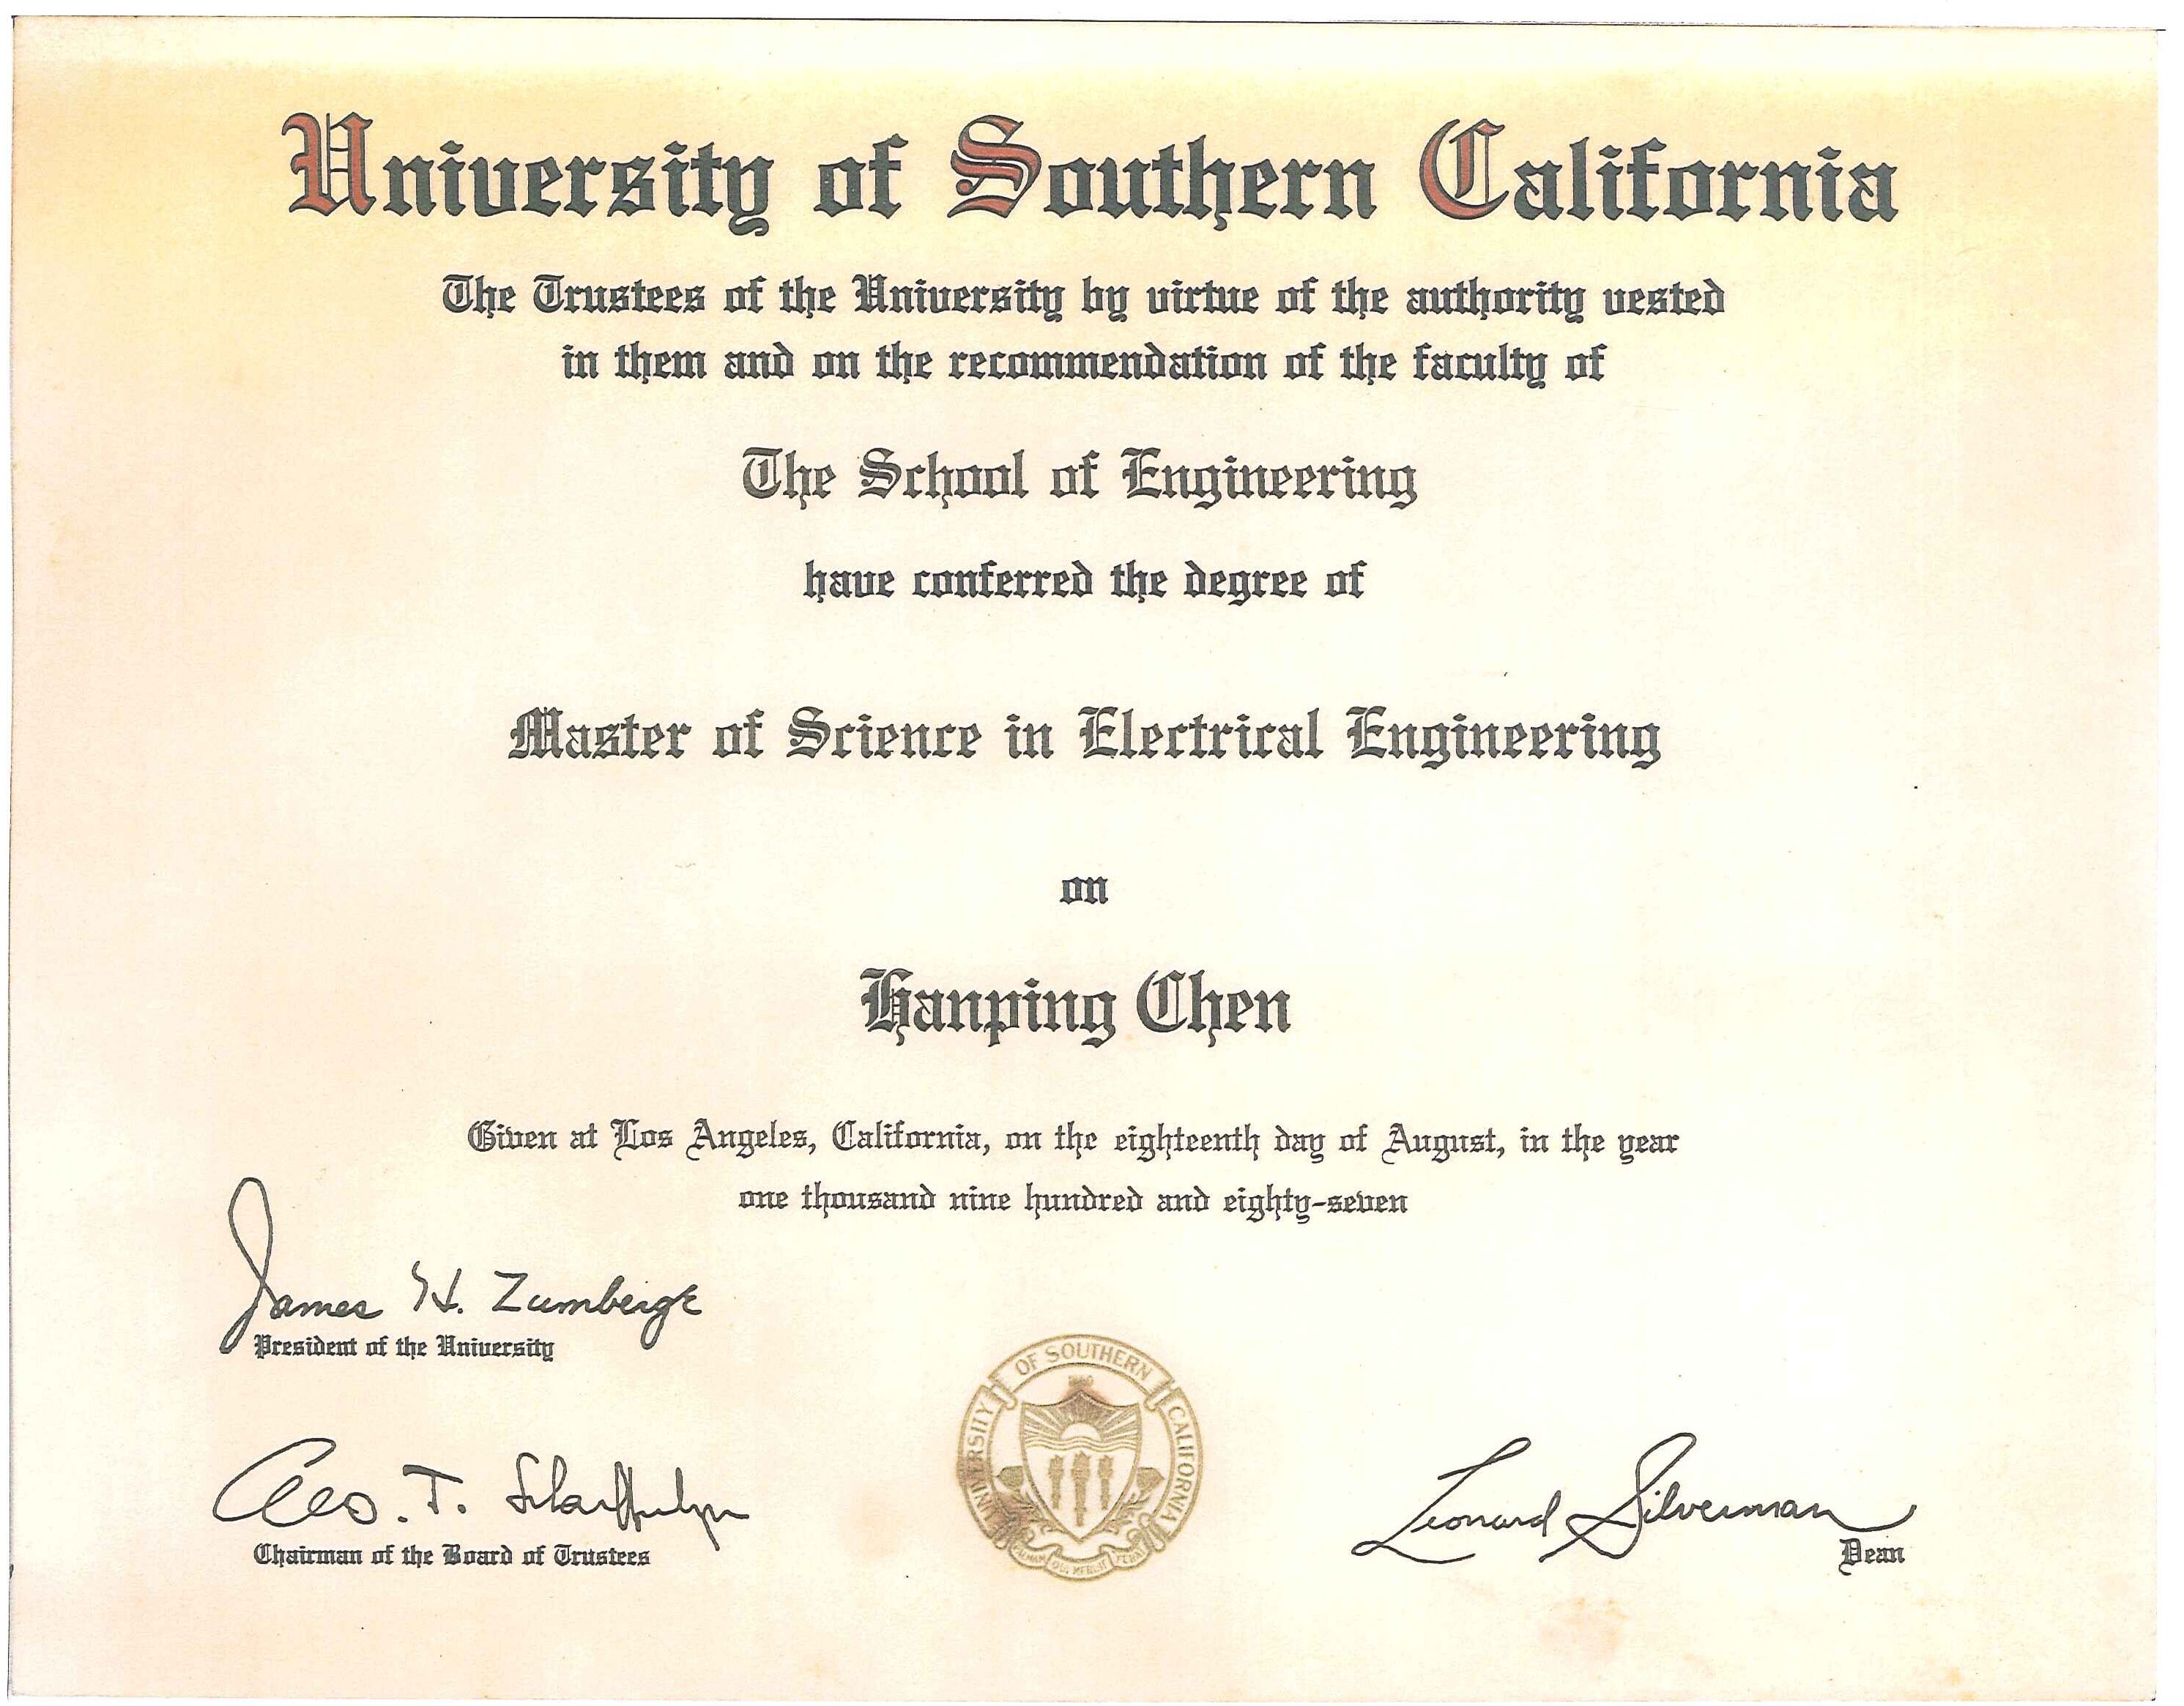 University of Southern California
The Trustees of the University by virtue of the authority vested
in them and on the recommendation of the faculty of
The School of Engineering
have conferred the degree of
Master of Science in Electrical Engineering
on
Hanping Chen
Given at Los Angeles, California, on the eighteenth day of August, in the year
one thousand nine hundred and eighty-seven
James H. Zumberge
President of the University
Geo. T.
Chairman of the Board of Trustees
UNIVERSITY OF SOUTHERN CALIFORNIA
1880
PALMAM QUI MERUIT FERAT
Leonard Silverman
Dean